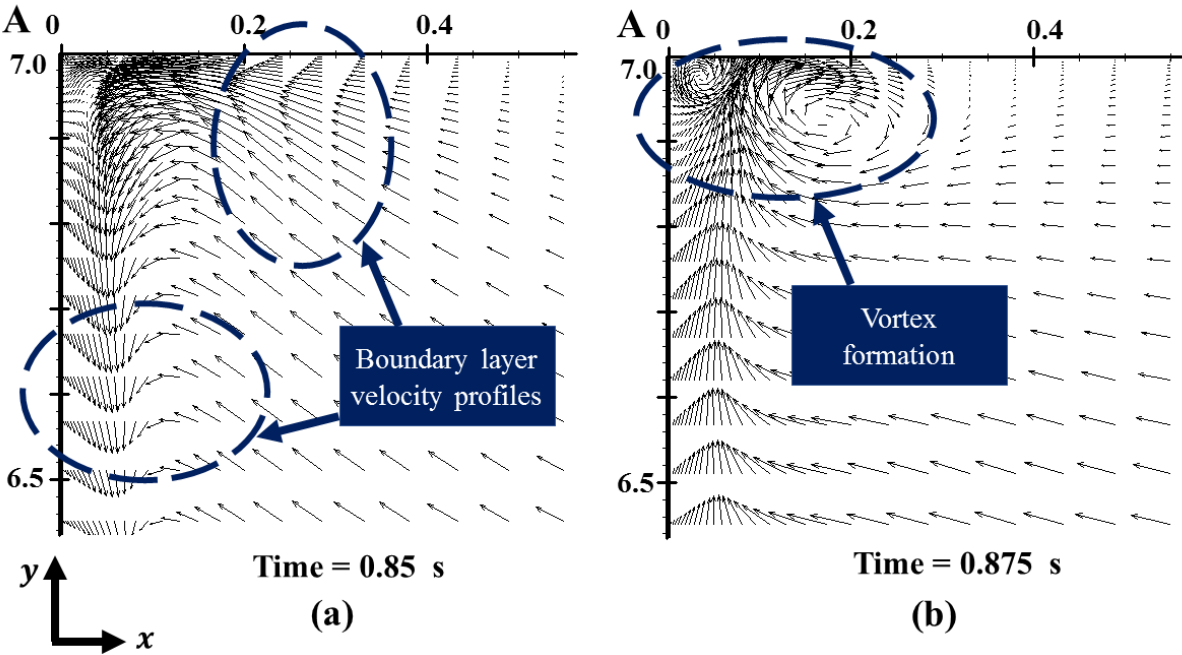 A 0 0.2 0.4
7.0
Boundary layer
velocity profiles
6.5
Time = 0.85 s
y
x
(a)
A 0 0.2 0.4
7.0
Vortex
formation
6.5
Time = 0.875 s
(b)